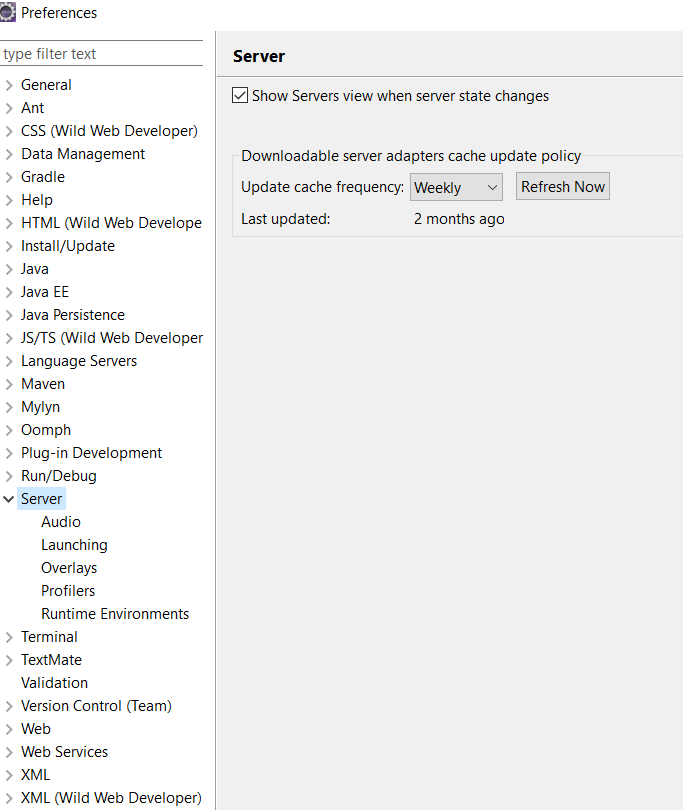 Preferences
type filter text
General
Ant
CSS (Wild Web Developer)
Data Management
Gradle
Help
HTML (Wild Web Develope
Install/Update
Java
Java EE
Java Persistence
JS/TS (Wild Web Developer
Language Servers
Maven
Mylyn
Oomph
Plug-in Development
Run/Debug
Server
Audio
Launching
Overlays
Profilers
Runtime Environments
Terminal
TextMate
Validation
Version Control (Team)
Web
Web Services
XML
XML (Wild Web Developer)
Server
Show Servers view when server state changes
Downloadable server adapters cache update policy
Update cache frequency: Weekly Refresh Now
Last updated: 2 months ago